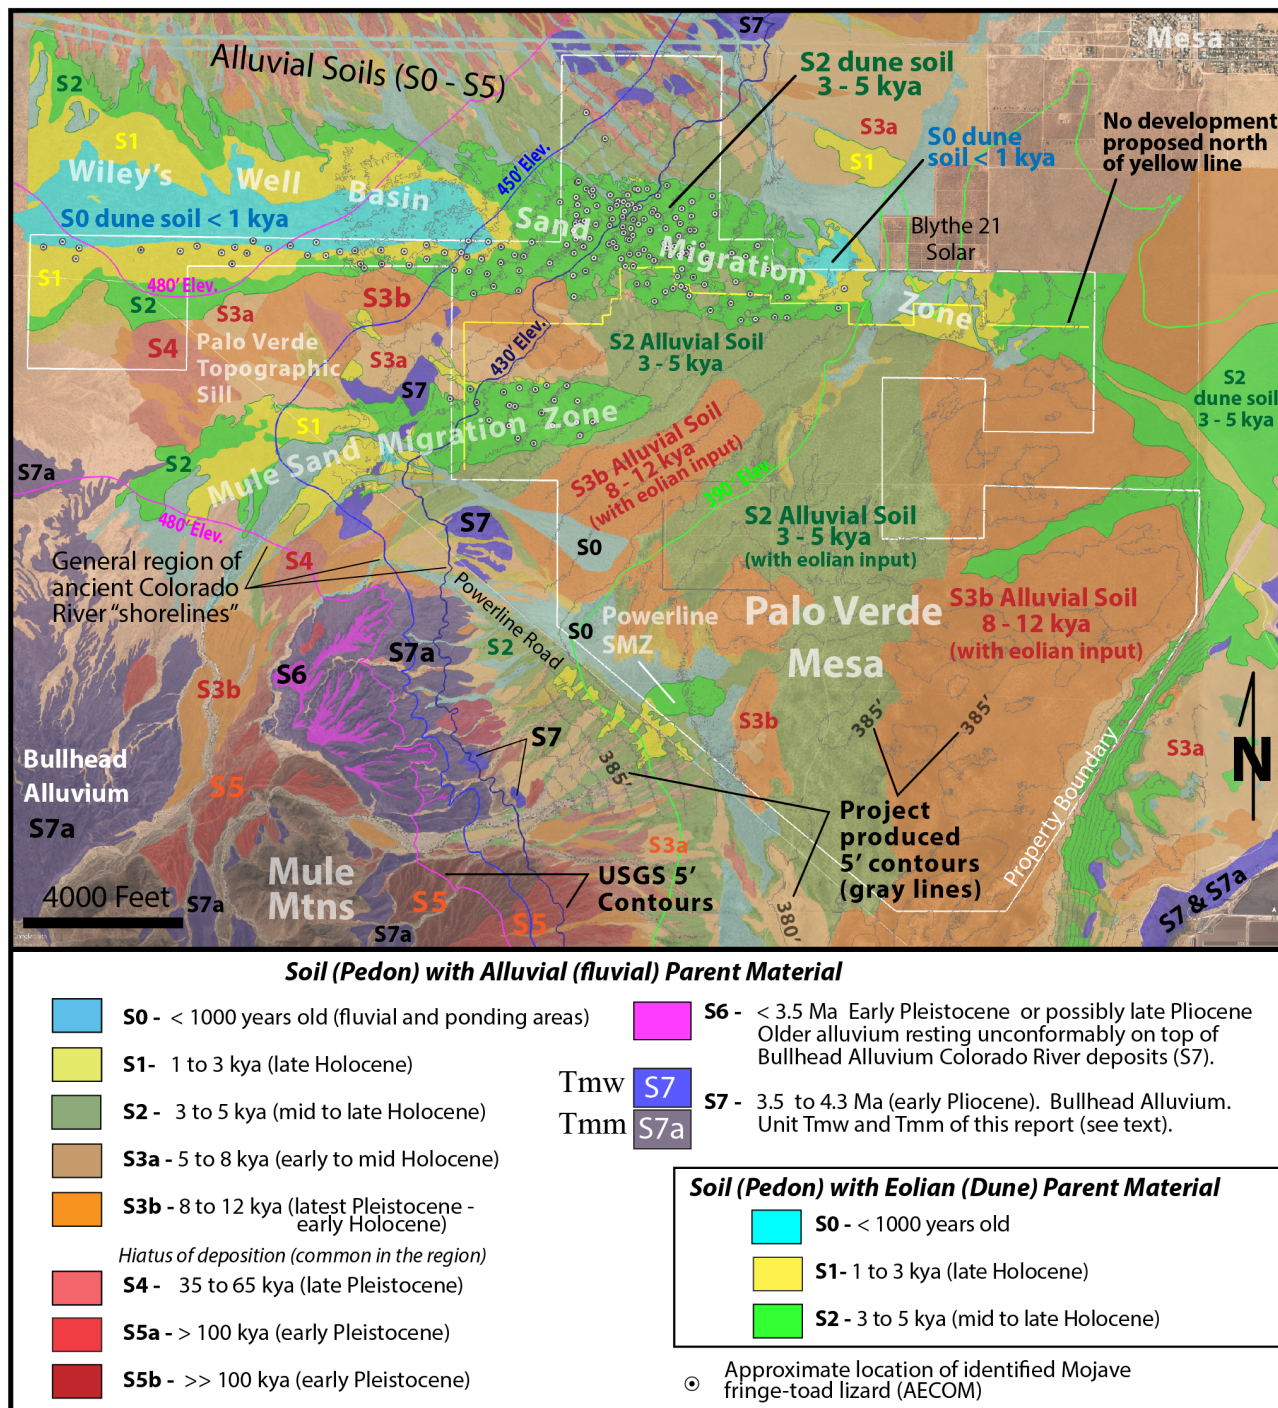 S7
Mesa
Alluvial Soils (S0 - S5)
S2 dune soil
3 - 5 kya
S2
S3a
S1
S0 dune
soil < 1 kya
No development
proposed north
of yellow line
S1
450' Elev.
Wiley's Well Basin
S0 dune soil < 1 kya
Sand Migration Zone
Blythe 21
Solar
S1
480' Elev.
S2
S3a
S3b
S4
Palo Verde
Topographic
Sill
S3a
S7
430' Elev.
S2 Alluvial Soil
3 - 5 kya
S2
dune soil
3 - 5 kya
S1
Mule Sand Migration Zone
S2
S7a
S3b Alluvial Soil
8 - 12 kya
(with eolian input)
390' Elev.
480' Elev.
S7
S0
S2 Alluvial Soil
3 - 5 kya
(with eolian input)
General region of
ancient Colorado
River “shorelines”
S4
Powerline Road
S0
Powerline
SMZ
Palo Verde
Mesa
S3b Alluvial Soil
8 - 12 kya
(with eolian input)
S7a
S2
S6
S3b
S3b
385'
385'
S3a
N
S7
385'
Bullhead
Alluvium
S7a
S5
Project
produced
5' contours
(gray lines)
Property Boundary
S3a
Mule
Mtns
USGS 5'
Contours
4000 Feet
S7a
S5
S5
S7a
380'
S7 & S7a
Soil (Pedon) with Alluvial (fluvial) Parent Material
S0 - < 1000 years old (fluvial and ponding areas)
S1- 1 to 3 kya (late Holocene)
S2 - 3 to 5 kya (mid to late Holocene)
S3a - 5 to 8 kya (early to mid Holocene)
S3b - 8 to 12 kya (latest Pleistocene -
early Holocene)
Hiatus of deposition (common in the region)
S4 - 35 to 65 kya (late Pleistocene)
S5a - > 100 kya (early Pleistocene)
S5b - >> 100 kya (early Pleistocene)
S6 - < 3.5 Ma Early Pleistocene or possibly late Pliocene
Older alluvium resting unconformably on top of
Bullhead Alluvium Colorado River deposits (S7).
Tmw S7
Tmm S7a
S7 - 3.5 to 4.3 Ma (early Pliocene). Bullhead Alluvium.
Unit Tmw and Tmm of this report (see text).
Soil (Pedon) with Eolian (Dune) Parent Material
S0 - < 1000 years old
S1- 1 to 3 kya (late Holocene)
S2 - 3 to 5 kya (mid to late Holocene)
Approximate location of identified Mojave
fringe-toad lizard (AECOM)